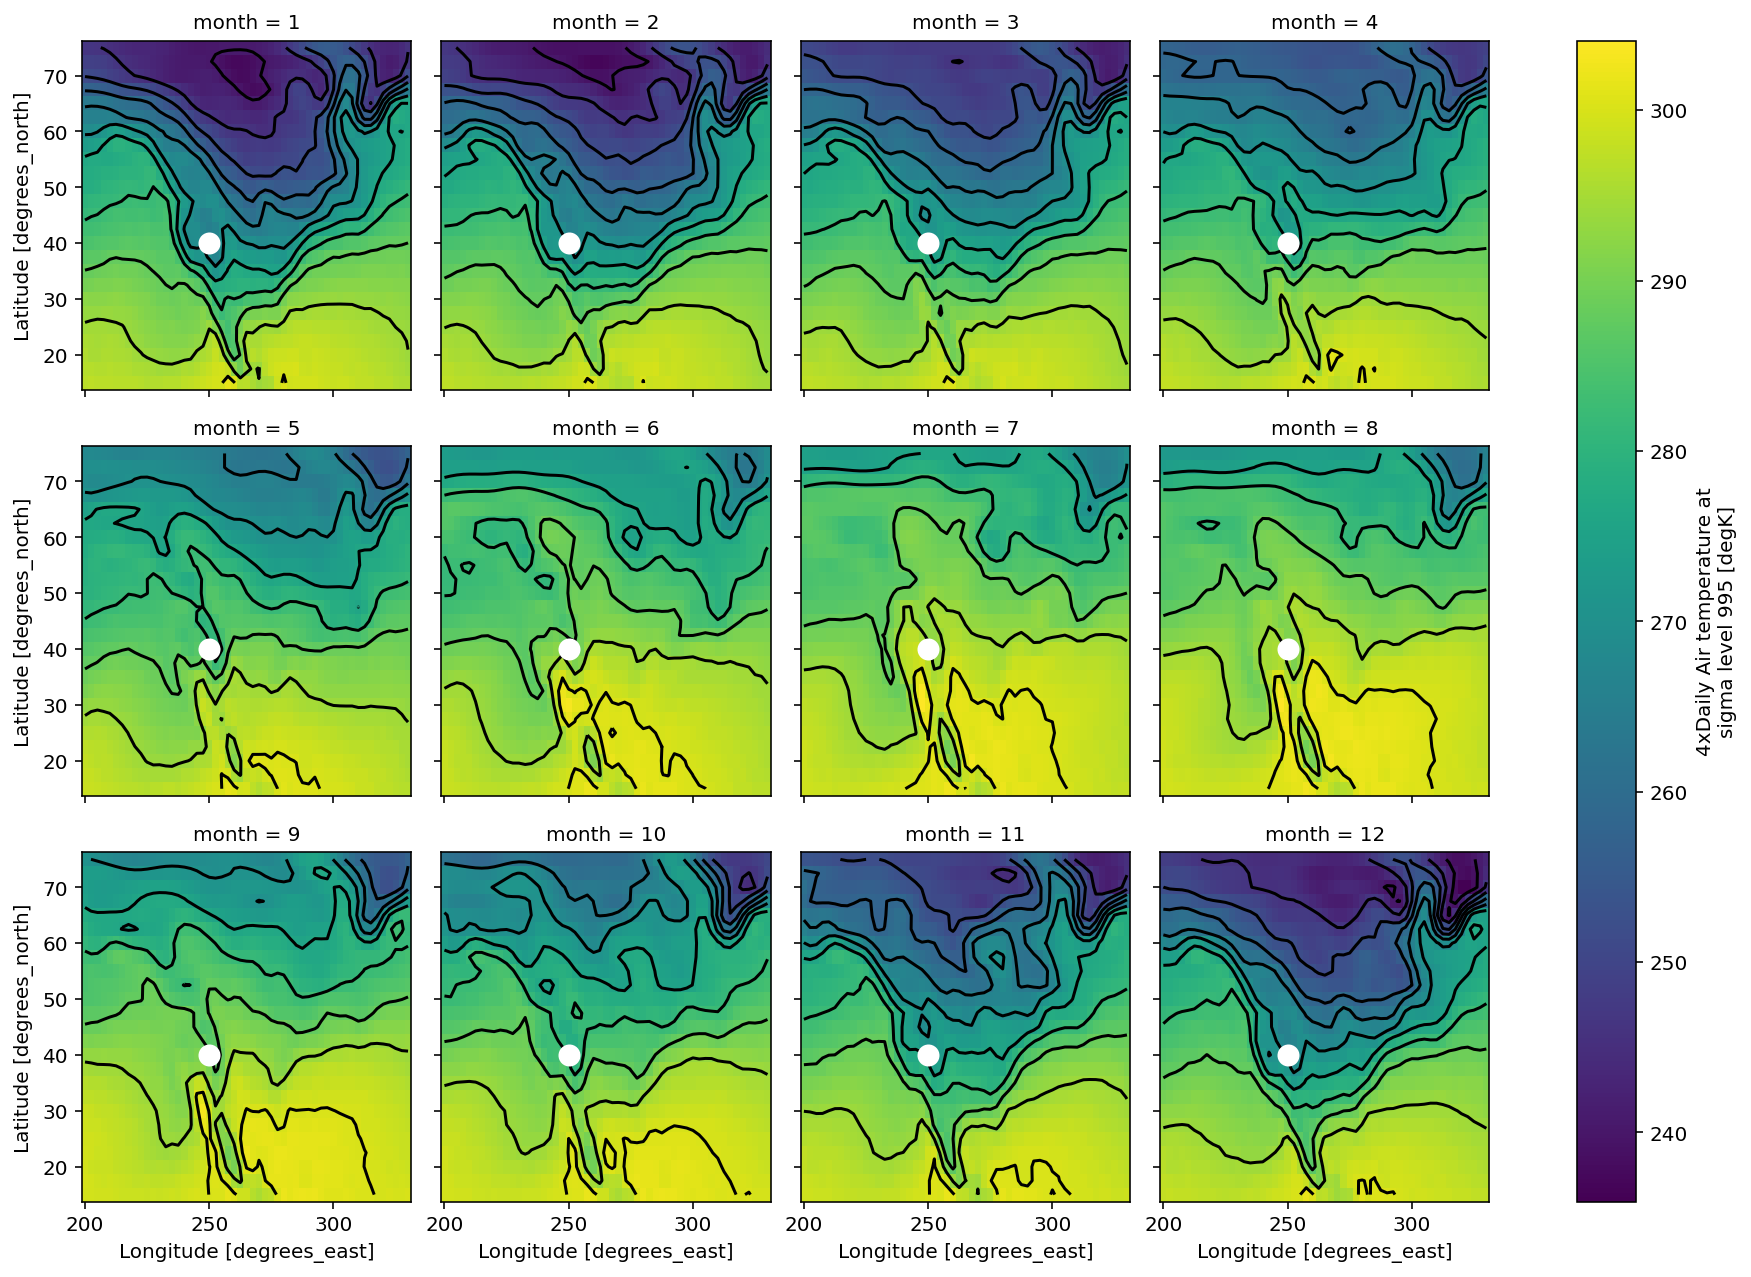 month = 1
month = 2
month = 3
month = 4
70
60
50
40
30
20
Latitude [degrees_north]
month = 5
month = 6
month = 7
month = 8
70
60
50
40
30
20
Latitude [degrees_north]
month = 9
month = 10
month = 11
month = 12
70
60
50
40
30
20
Latitude [degrees_north]
200
250
300
200
250
300
200
250
300
200
250
300
Longitude [degrees_east]
Longitude [degrees_east]
Longitude [degrees_east]
Longitude [degrees_east]
300
290
280
270
260
250
240
4xDaily Air temperature at
sigma level 995 [degK]